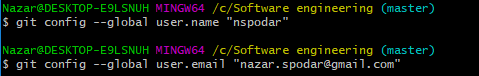 Nazar@DESKTOP-E9LSNUH MINGW64 /c/Software engineering (master)
$ git config --global user.name "nspodar"
Nazar@DESKTOP-E9LSNUH MINGW64 /c/Software engineering (master)
$ git config --global user.email "nazar.spodar@gmail.com"